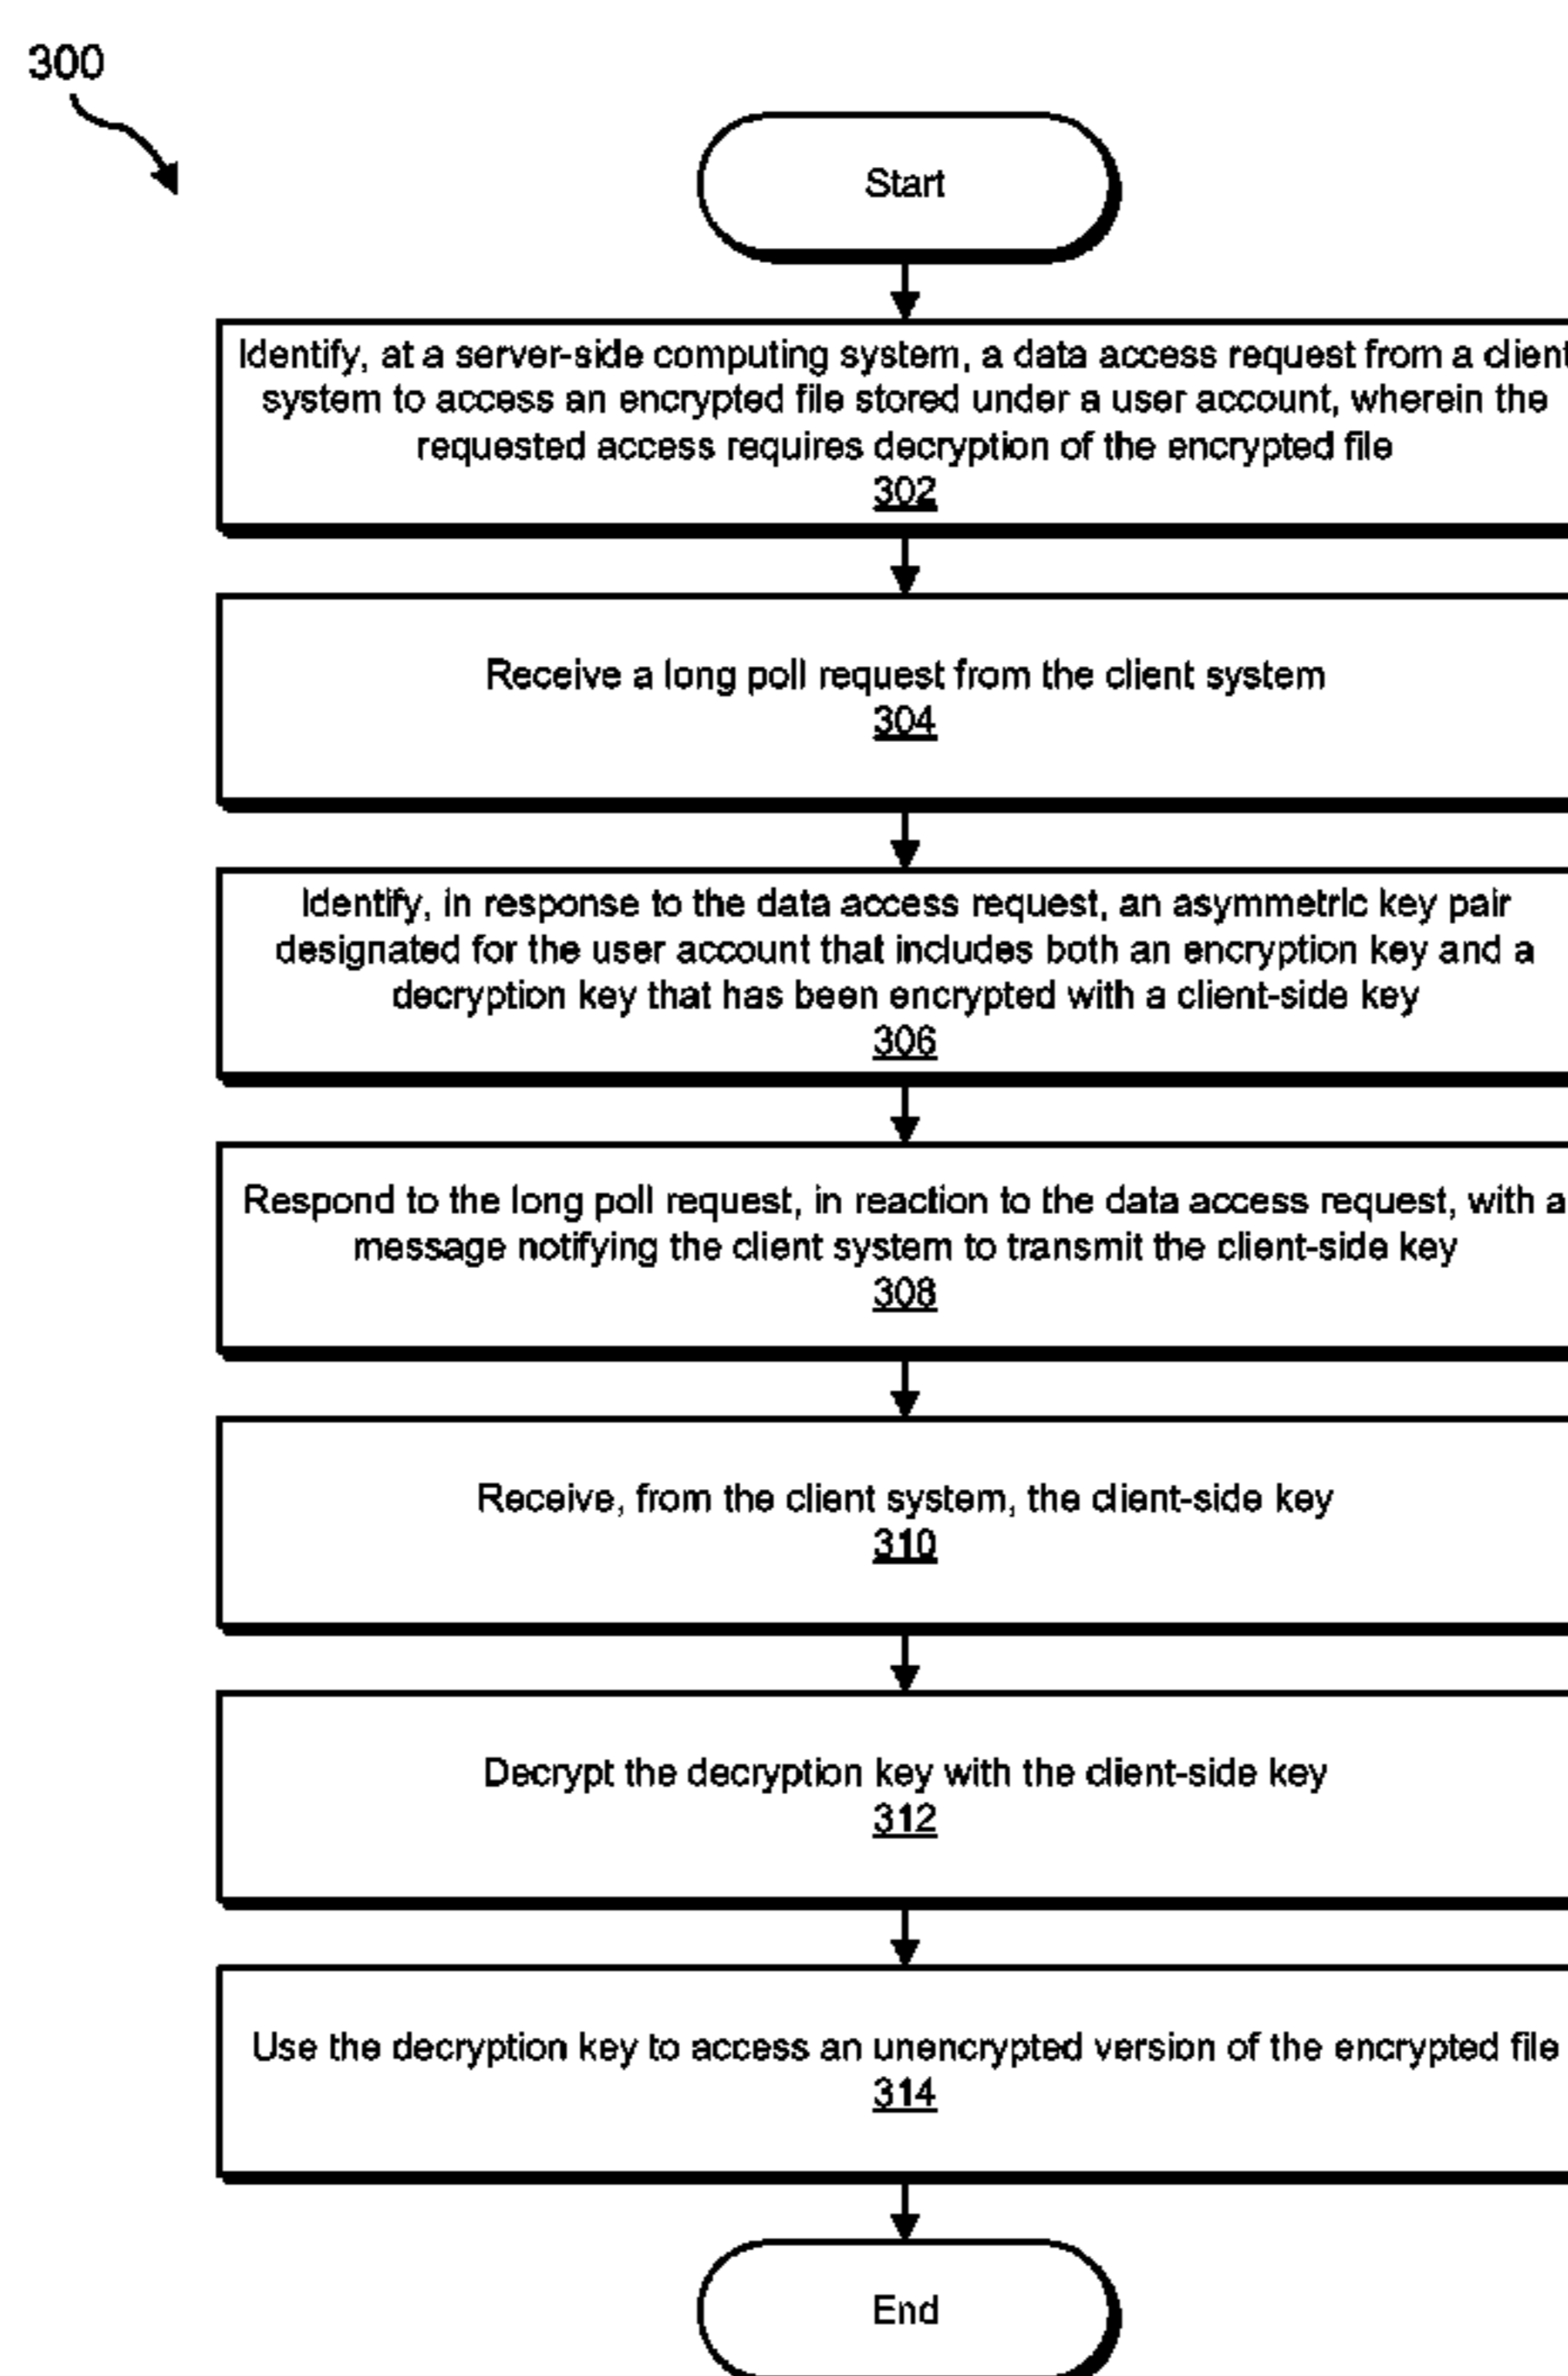 300
Start
Identify, at a server-side computing system, a data access request from a client
system to access an encrypted file stored under a user account, wherein the
requested access requires decryption of the encrypted file
302
Receive a long poll request from the client system
304
Identify, in response to the data access request, an asymmetric key pair
designated for the user account that includes both an encryption key and a
decryption key that has been encrypted with a client-side key
306
Respond to the long poll request, in reaction to the data access request, with a
message notifying the client system to transmit the client-side key
308
Receive, from the client system, the client-side key
310
Decrypt the decryption key with the client-side key
312
Use the decryption key to access an unencrypted version of the encrypted file
314
End